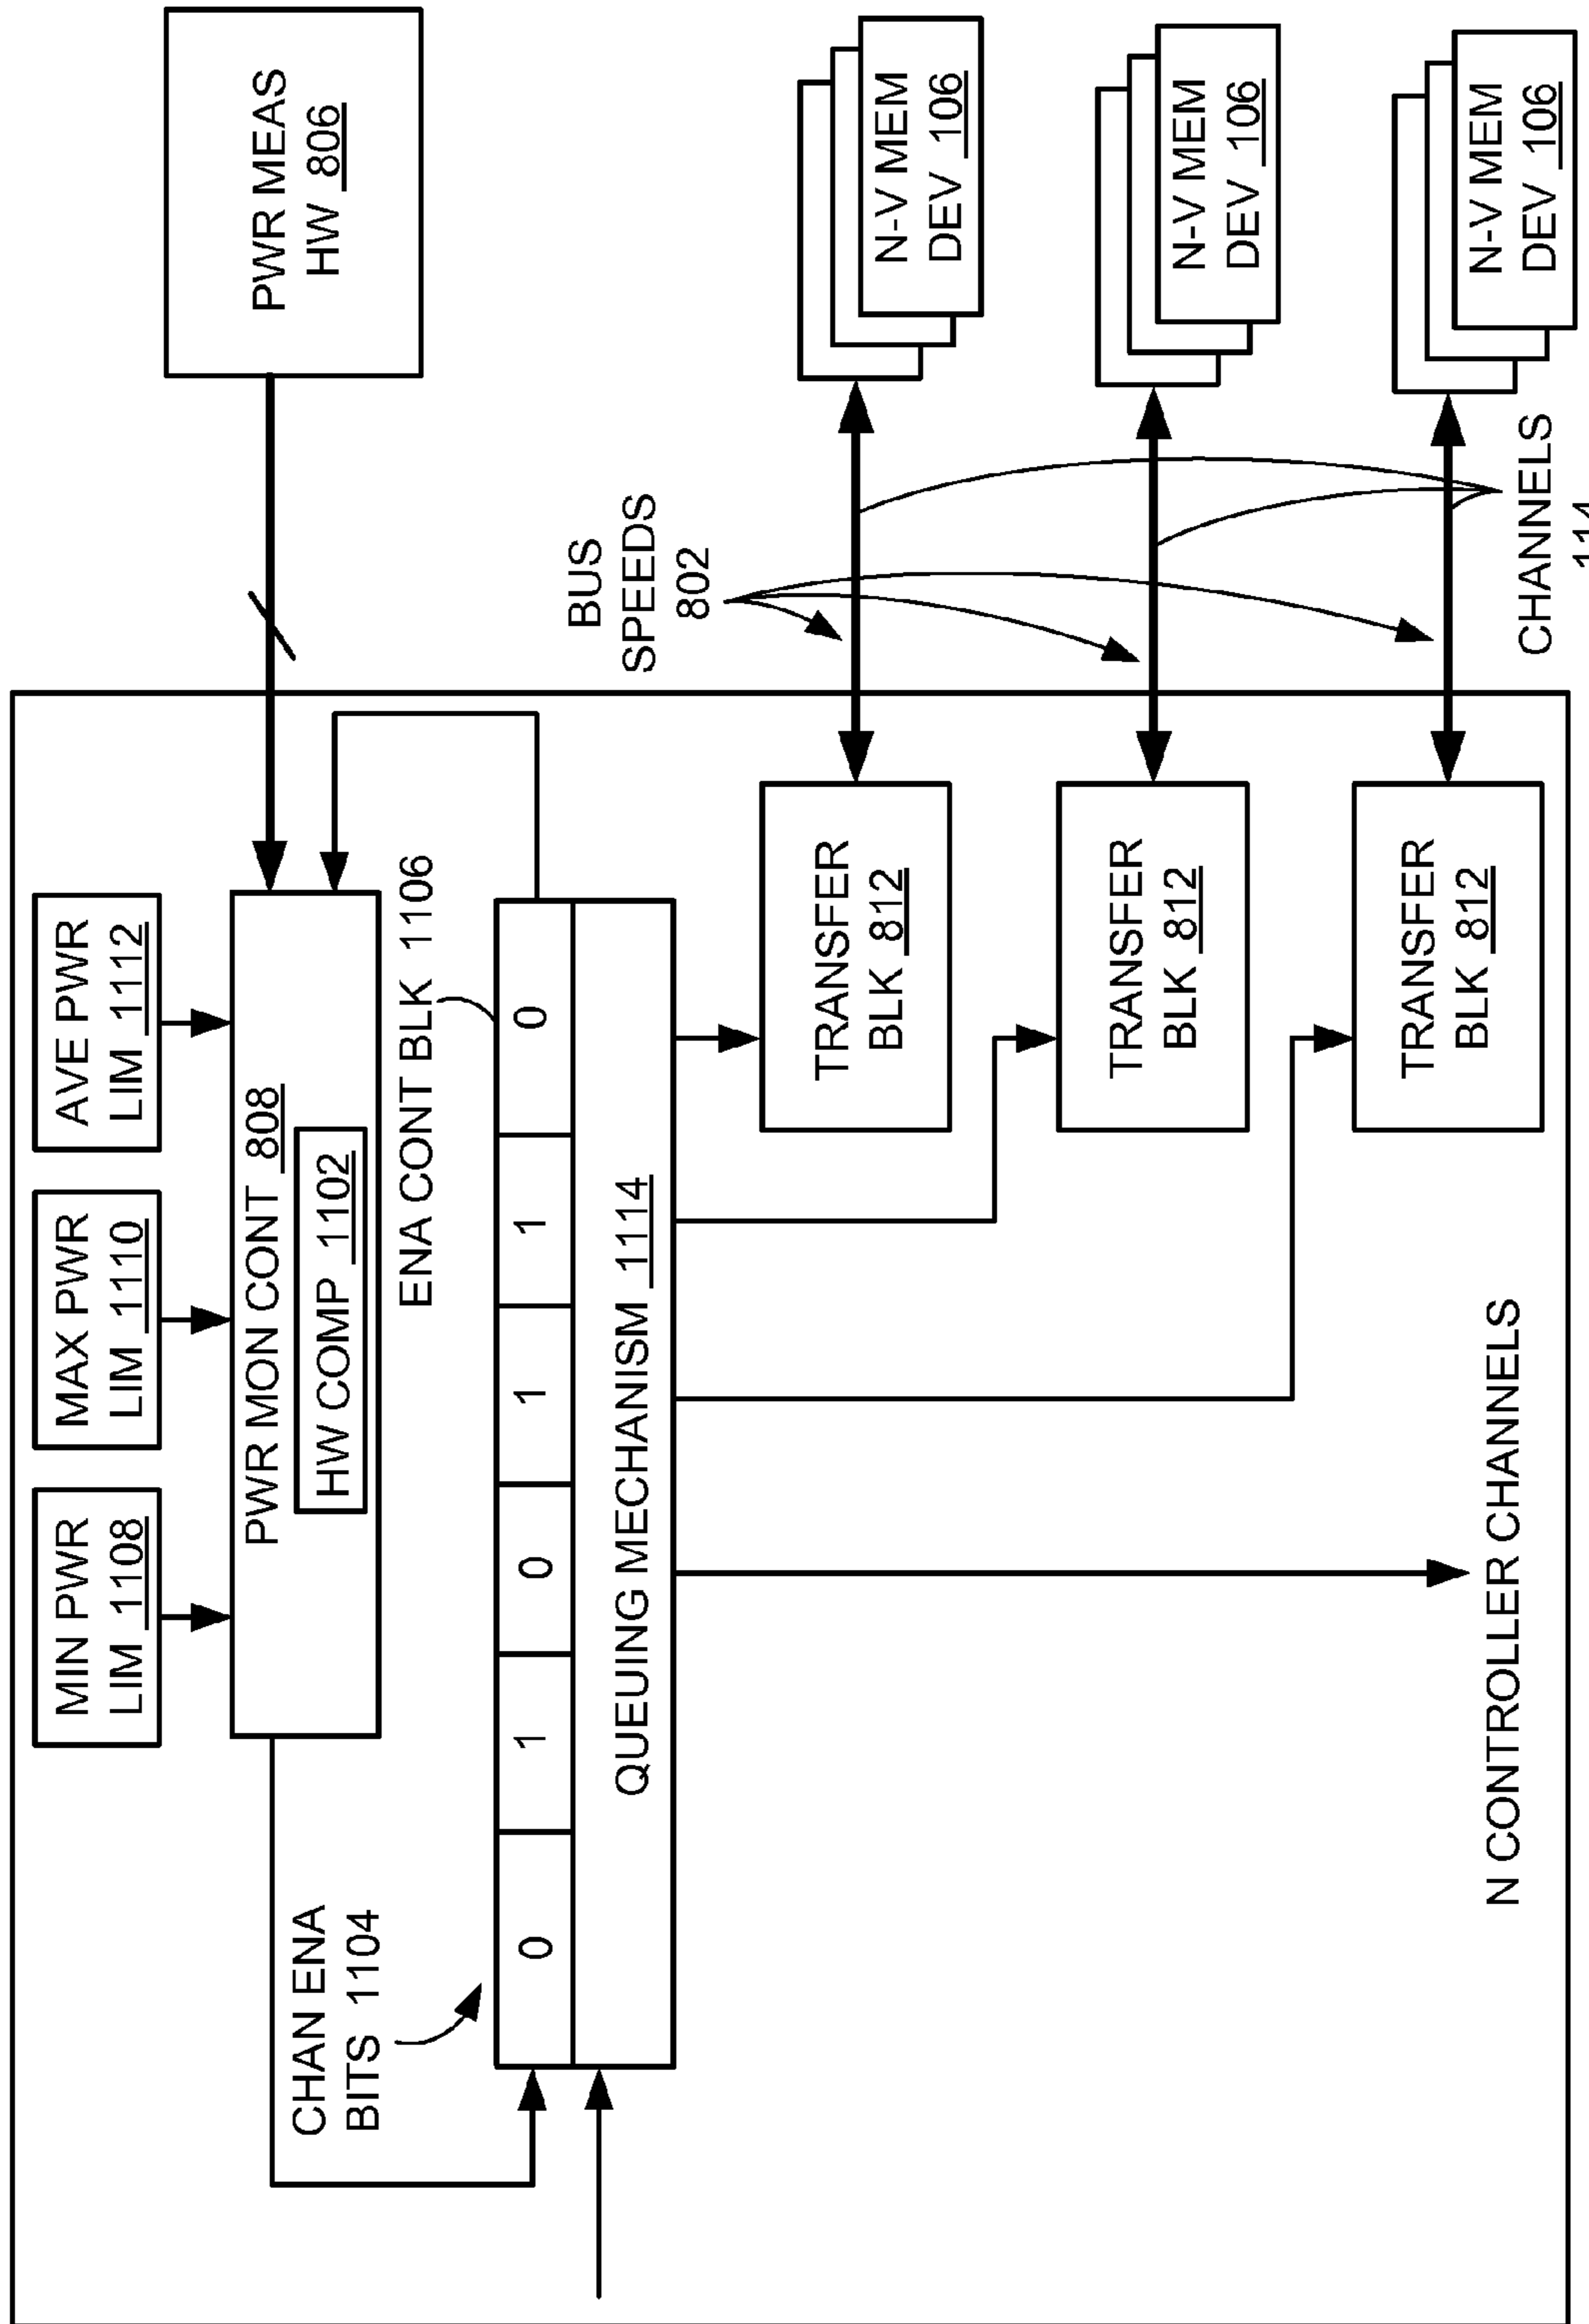 MIN PWR
LIM 1108
MAX PWR
LIM 1110
AVE PWR
LIM 1112
PWR MON CONT 808
HW COMP 1102
PWR MEAS
HW 806
CHAN ENA
BITS 1104
ENA CONT BLK 1106
0 1 0 1 1 0
QUEUING MECHANISM 1114
BUS
SPEEDS
802
TRANSFER
BLK 812
N-V MEM
DEV 106
TRANSFER
BLK 812
N-V MEM
DEV 106
TRANSFER
BLK 812
N-V MEM
DEV 106
N CONTROLLER CHANNELS
CHANNELS
114